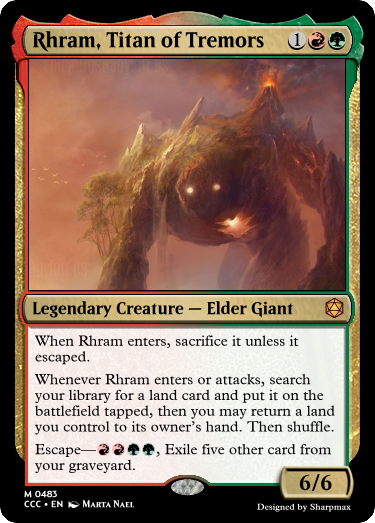 Rhram, Titan of Tremors 1
Legendary Creature — Elder Giant
When Rhram enters, sacrifice it unless it
escaped.
Whenever Rhram enters or attacks, search
your library for a land card and put it on the
battlefield tapped, then you may return a land
you control to its owner's hand. Then shuffle.
Escape—, Exile five other card from
your graveyard.
6/6
M 0483
CCC • EN Marta Nael
Designed by Sharpmax